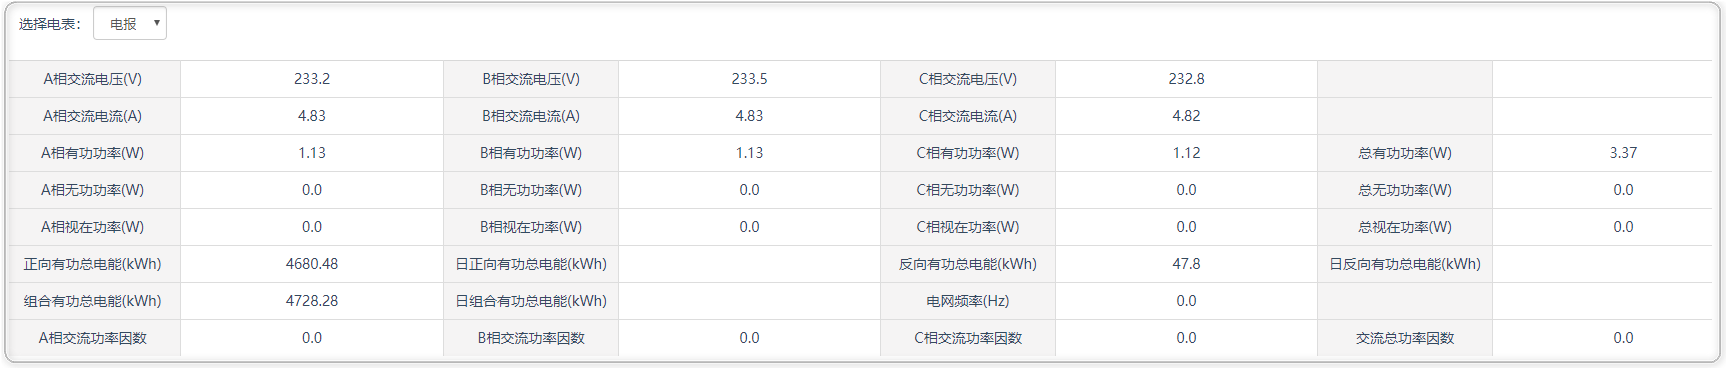 选择电表： 电报
A相交流电压(V) 233.2 B相交流电压(V) 233.5 C相交流电压(V) 232.8
A相交流电流(A) 4.83 B相交流电流(A) 4.83 C相交流电流(A) 4.82
A相有功功率(W) 1.13 B相有功功率(W) 1.13 C相有功功率(W) 1.12 总有功功率(W) 3.37
A相无功功率(W) 0.0 B相无功功率(W) 0.0 C相无功功率(W) 0.0 总无功功率(W) 0.0
A相视在功率(W) 0.0 B相视在功率(W) 0.0 C相视在功率(W) 0.0 总视在功率(W) 0.0
正向有功总电能(kWh) 4680.48 日正向有功总电能(kWh) 反向有功总电能(kWh) 47.8 日反向有功总电能(kWh)
组合有功总电能(kWh) 4728.28 日组合有功总电能(kWh) 电网频率(Hz) 0.0
A相交流功率因数 0.0 B相交流功率因数 0.0 C相交流功率因数 0.0 交流总功率因数 0.0